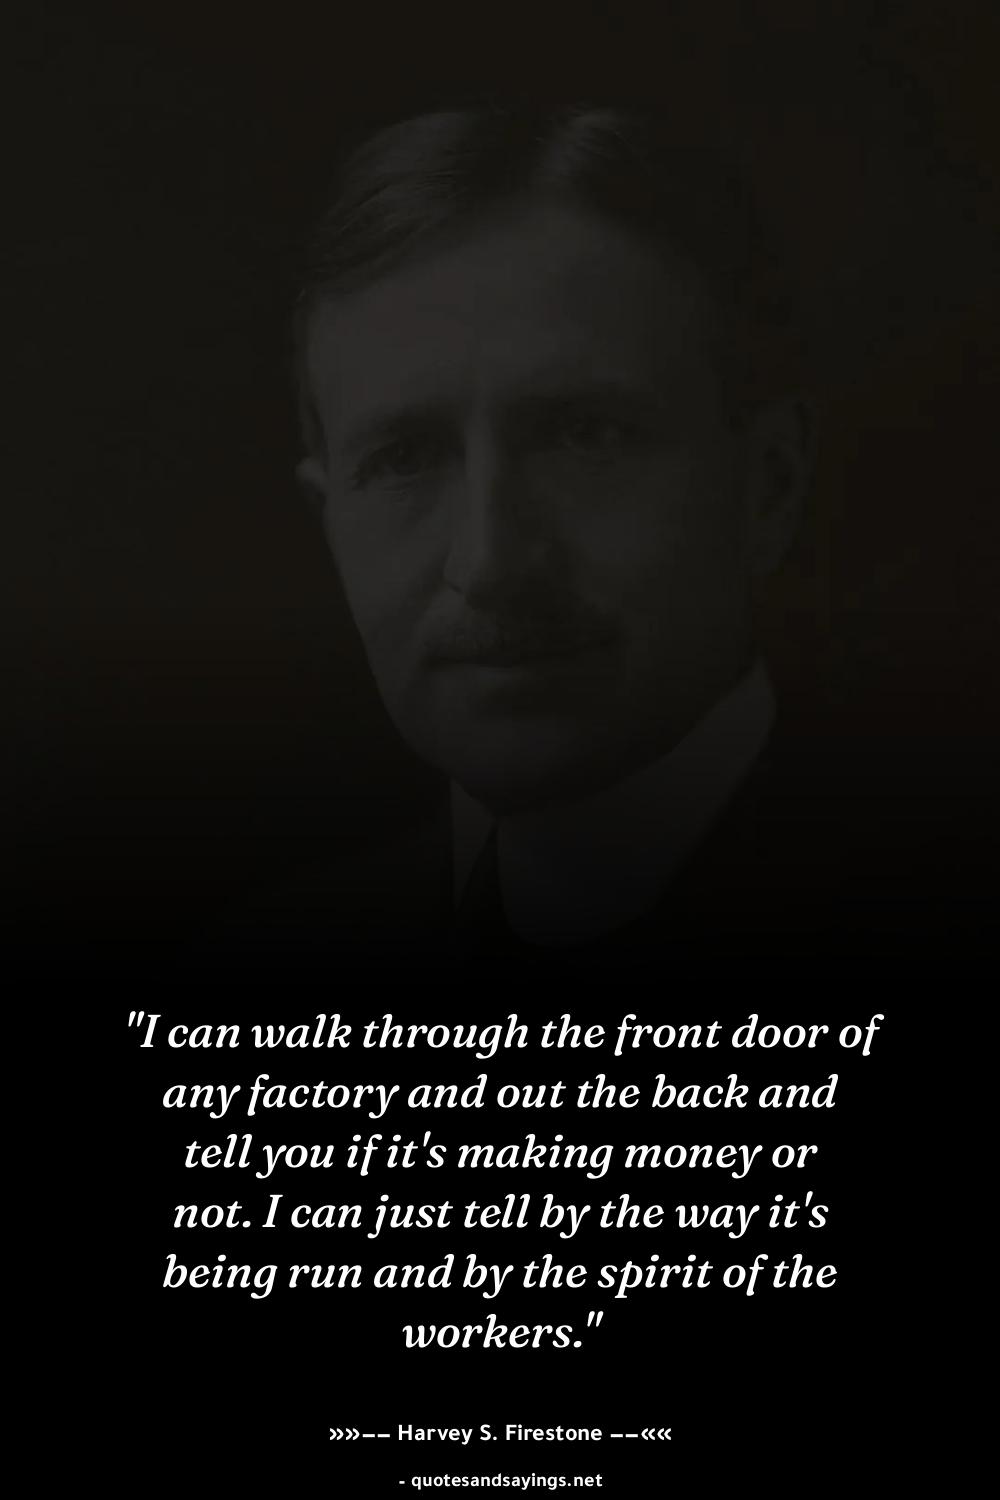 "I can walk through the front door of
any factory and out the back and
tell you if it's making money or
not. I can just tell by the way it's
being run and by the spirit of the
workers."
»»−− Harvey S. Firestone −−««
- quotesandsayings.net